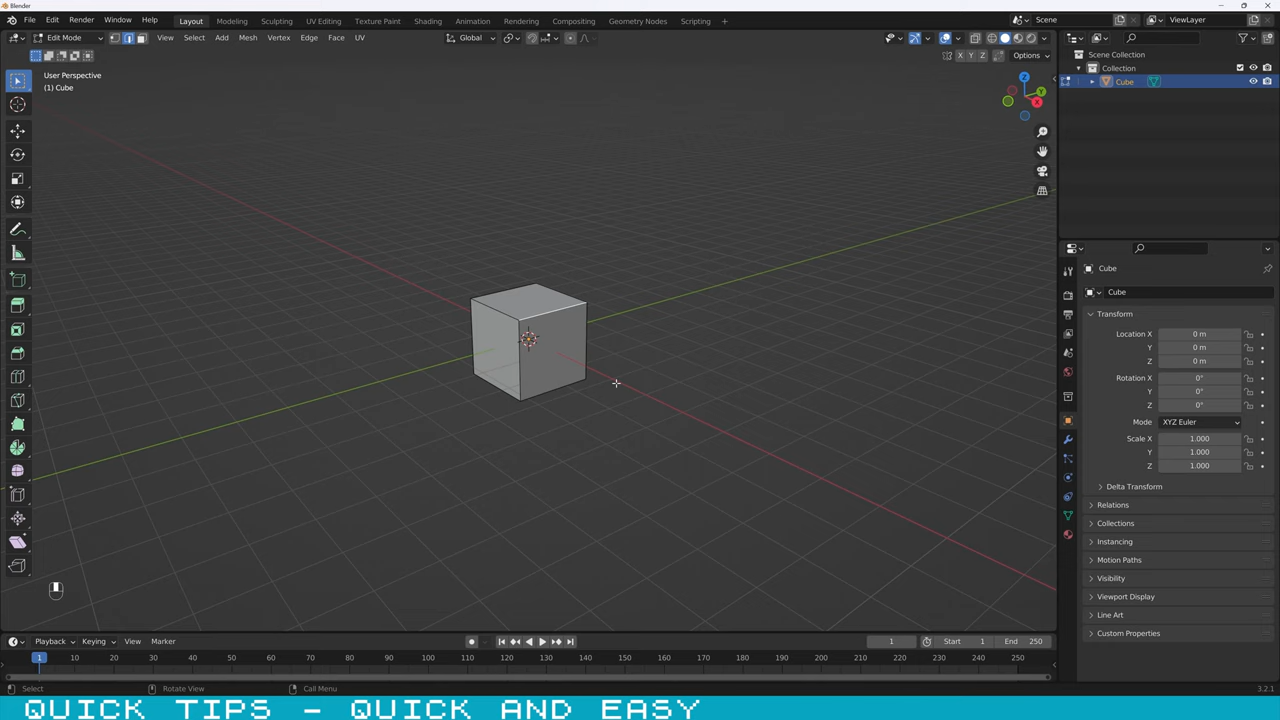 Blender
File Edit Render Window Help Layout Modeling Sculpting UV Editing Texture Paint Shading Animation Rendering Compositing Geometry Nodes Scripting + Scene ViewLayer
Edit Mode View Select Add Mesh Vertex Edge Face UV Global
X Y Z Options
User Perspective
(1) Cube
Z
Y
X
Scene Collection
Collection
Cube
Cube
Cube
Transform
Location X 0 m
Y 0 m
Z 0 m
Rotation X 0°
Y 0°
Z 0°
Mode XYZ Euler
Scale X 1.000
Y 1.000
Z 1.000
Delta Transform
Relations
Collections
Instancing
Motion Paths
Visibility
Viewport Display
Line Art
Custom Properties
Playback Keying View Marker 1 Start 1 End 250
1 10 20 30 40 50 60 70 80 90 100 110 120 130 140 150 160 170 180 190 200 210 220 230 240 250
Select Rotate View Call Menu 3.2.1
QUICK TIPS - QUICK AND EASY